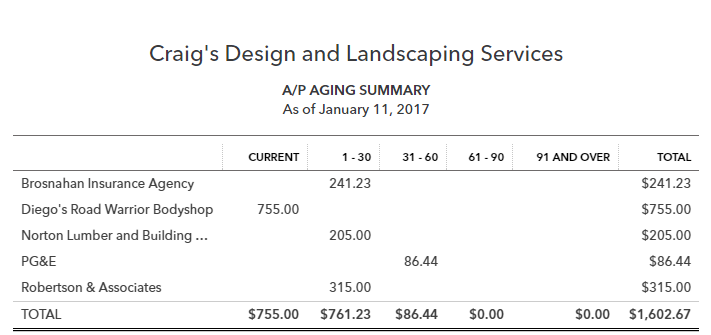 Craig's Design and Landscaping Services
A/P AGING SUMMARY
As of January 11, 2017
CURRENT 1 - 30 31 - 60 61 - 90 91 AND OVER TOTAL
Brosnahan Insurance Agency 241.23 $241.23
Diego's Road Warrior Bodyshop 755.00 $755.00
Norton Lumber and Building ... 205.00 $205.00
PG&E 86.44 $86.44
Robertson & Associates 315.00 $315.00
TOTAL $755.00 $761.23 $86.44 $0.00 $0.00 $1,602.67